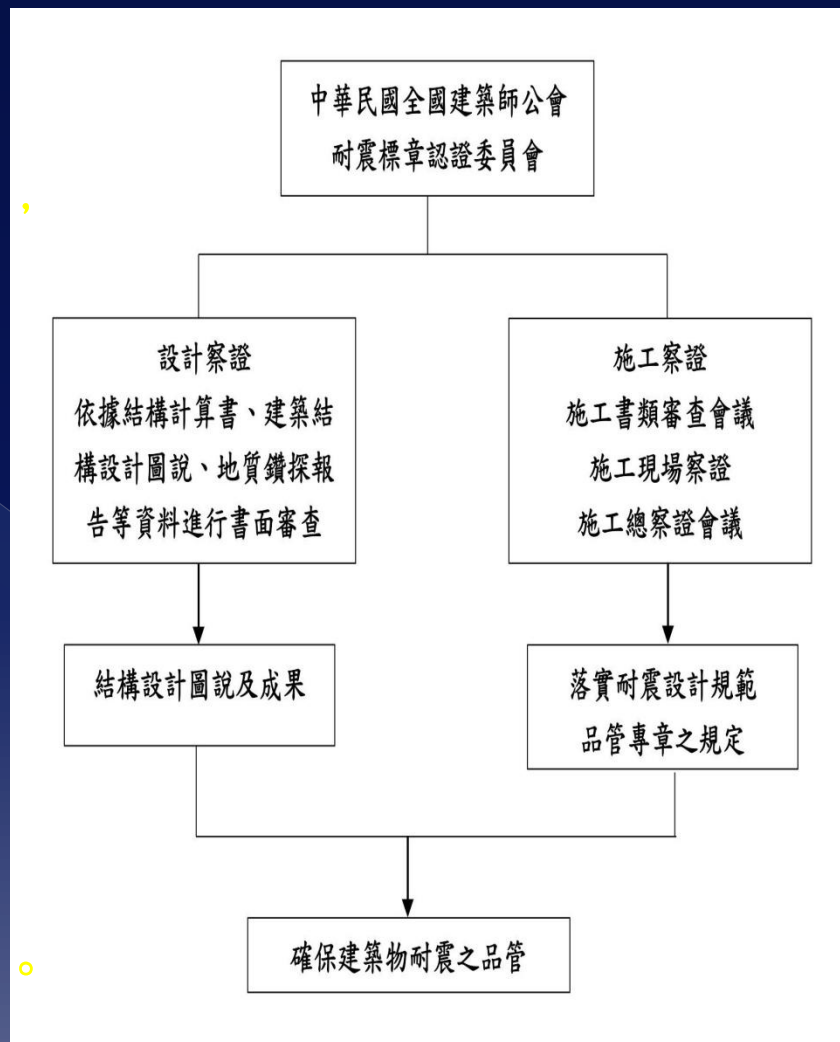 中華民國全國建築師公會
耐震標章認證委員會
,
設計察證
依據結構計算書、建築結
構設計圖說、地質鑽探報
告等資料進行書面審查
施工察證
施工書類審查會議
施工現場察證
施工總察證會議
結構設計圖說及成果
落實耐震設計規範
品管專章之規定
確保建築物耐震之品管
。